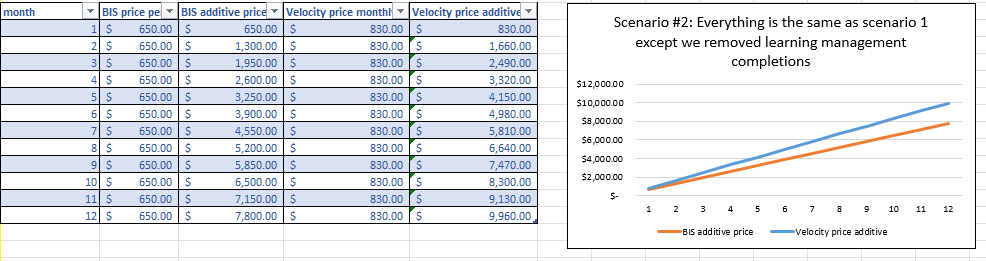 month BIS price pe BIS additive price Velocity price monthl Velocity price additive
1 $ 650.00 $ 650.00 $ 830.00 $ 830.00
2 $ 650.00 $ 1,300.00 $ 830.00 $ 1,660.00
3 $ 650.00 $ 1,950.00 $ 830.00 $ 2,490.00
4 $ 650.00 $ 2,600.00 $ 830.00 $ 3,320.00
5 $ 650.00 $ 3,250.00 $ 830.00 $ 4,150.00
6 $ 650.00 $ 3,900.00 $ 830.00 $ 4,980.00
7 $ 650.00 $ 4,550.00 $ 830.00 $ 5,810.00
8 $ 650.00 $ 5,200.00 $ 830.00 $ 6,640.00
9 $ 650.00 $ 5,850.00 $ 830.00 $ 7,470.00
10 $ 650.00 $ 6,500.00 $ 830.00 $ 8,300.00
11 $ 650.00 $ 7,150.00 $ 830.00 $ 9,130.00
12 $ 650.00 $ 7,800.00 $ 830.00 $ 9,960.00
Scenario #2: Everything is the same as scenario 1
except we removed learning management
completions
$12,000.00
$10,000.00
$8,000.00
$6,000.00
$4,000.00
$2,000.00
$-
1 2 3 4 5 6 7 8 9 10 11 12
BIS additive price Velocity price additive